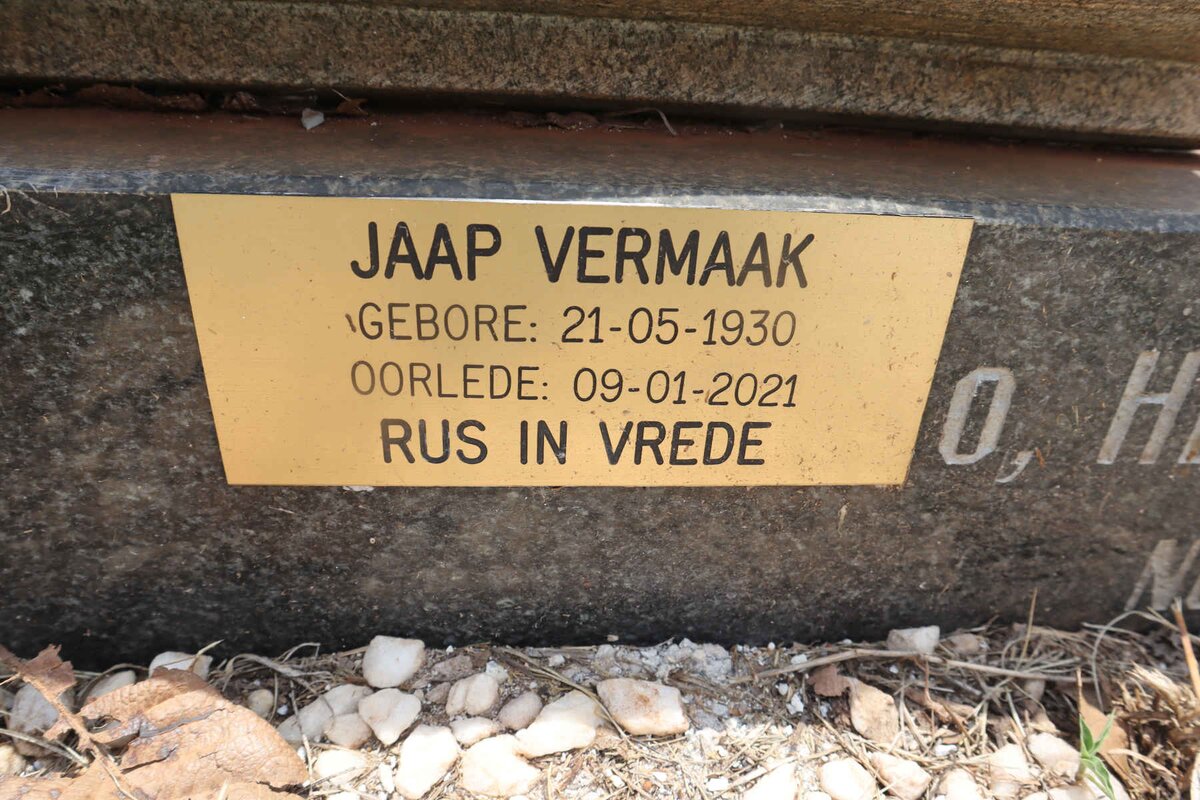 JAAP VERMAAK
GEBORE: 21-05-1930
OORLEDE: 09-01-2021
RUS IN VREDE
O,